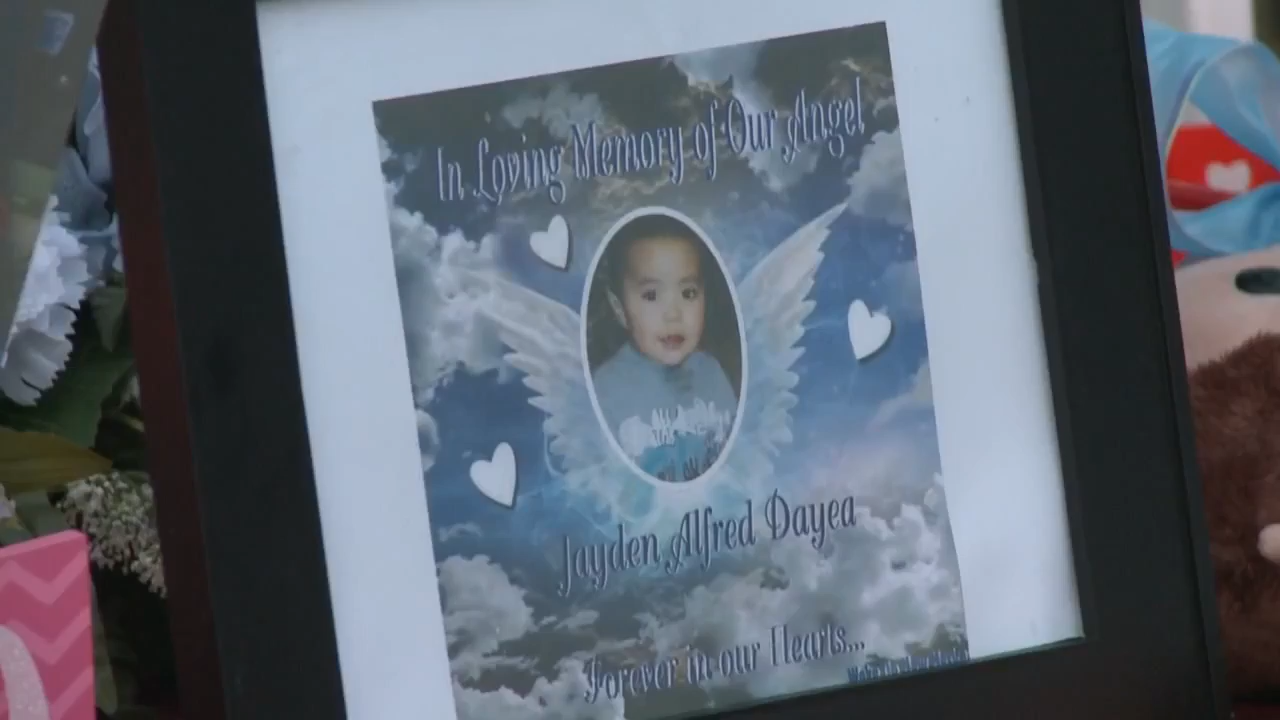 In Loving Memory of Our Angel
Jayden Alfred Dayea
Forever in our Hearts...